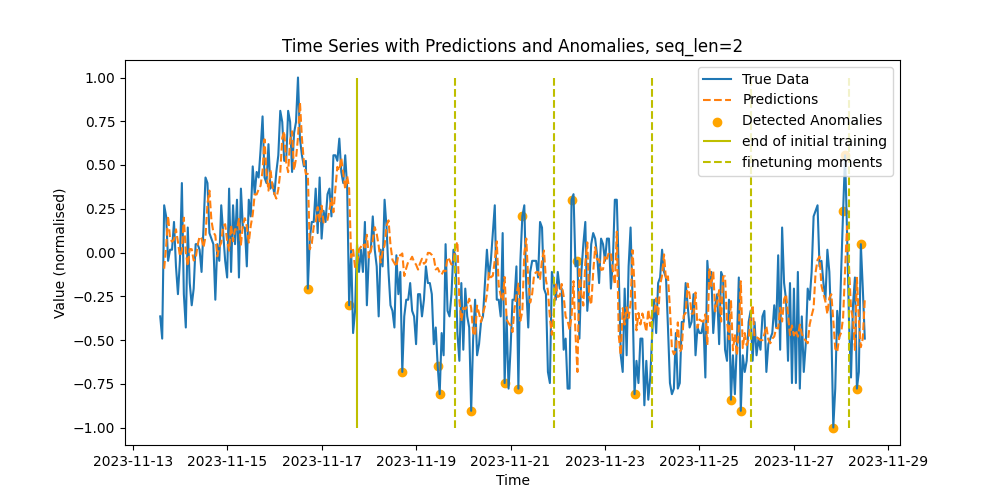 Time Series with Predictions and Anomalies, seq_len=2
True Data
Predictions
Detected Anomalies
end of initial training
finetuning moments
Value (normalised)
1.00
0.75
0.50
0.25
0.00
−0.25
−0.50
−0.75
−1.00
2023-11-13 2023-11-15 2023-11-17 2023-11-19 2023-11-21 2023-11-23 2023-11-25 2023-11-27 2023-11-29
Time